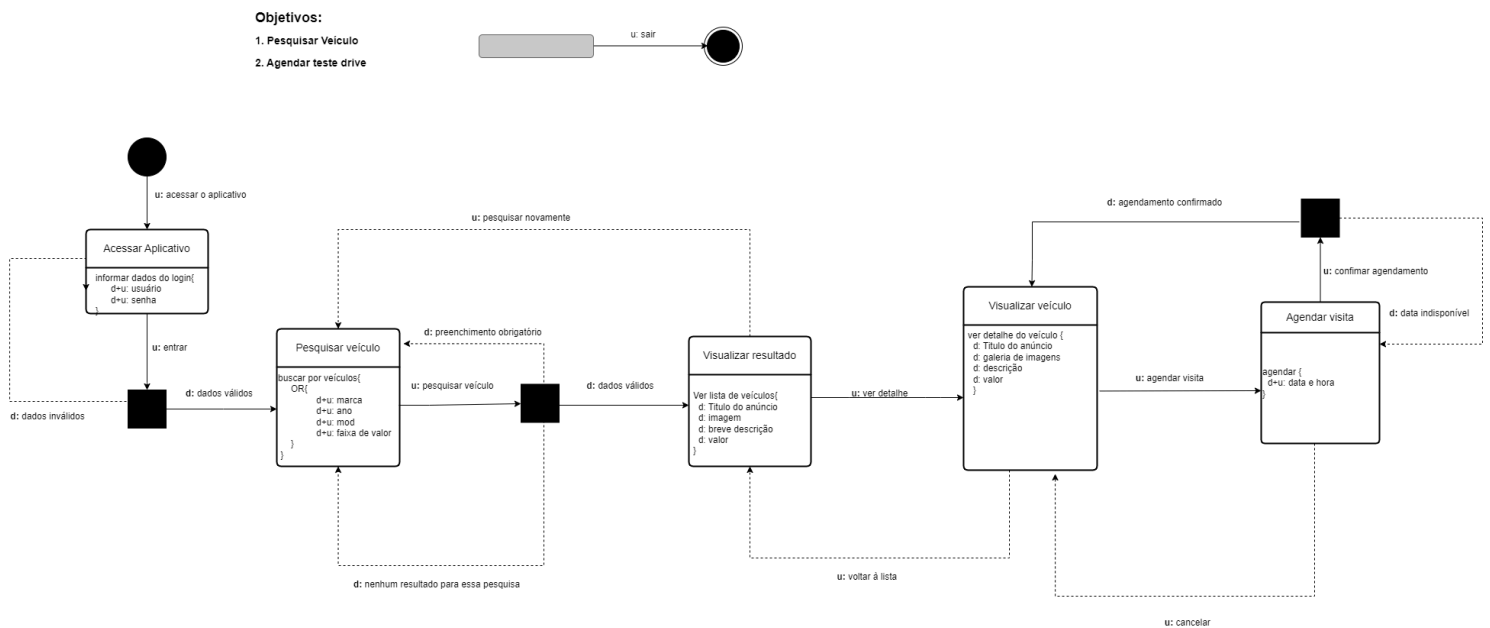 Objetivos:
1. Pesquisar Veículo
2. Agendar teste drive
u: sair
u: acessar o aplicativo
Acessar Aplicativo
informar dados do login{
d+u: usuário
d+u: senha
}
u: entrar
d: dados inválidos
d: dados válidos
u: pesquisar novamente
Pesquisar veículo
buscar por veículos{
OR{
d+u: marca
d+u: ano
d+u: mod
d+u: faixa de valor
}
}
d: preenchimento obrigatório
u: pesquisar veículo
d: nenhum resultado para essa pesquisa
d: dados válidos
Visualizar resultado
Ver lista de veículos{
d: Titulo do anúncio
d: imagem
d: breve descrição
d: valor
}
u: ver detalhe
u: voltar á lista
Visualizar veículo
ver detalhe do veículo {
d: Titulo do anúncio
d: galeria de imagens
d: descrição
d: valor
}
d: agendamento confirmado
u: agendar visita
u: confimar agendamento
Agendar visita
agendar {
d+u: data e hora
}
d: data indisponível
u: cancelar